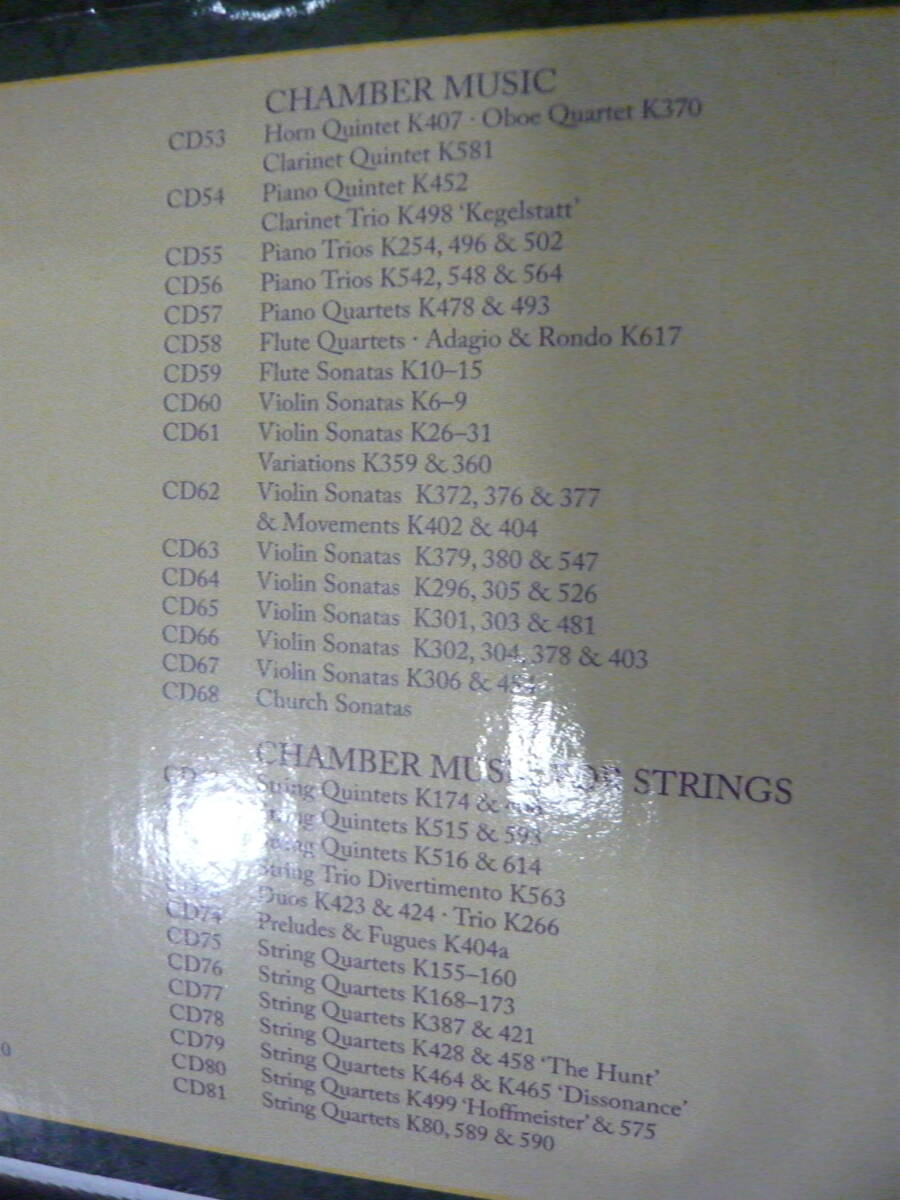 CHAMBER MUSIC
CD53 Horn Quintet K407 · Oboe Quartet K370
Clarinet Quintet K581
CD54 Piano Quintet K452
Clarinet Trio K498 ‘Kegelstatt’
CD55 Piano Trios K254, 496 & 502
CD56 Piano Trios K542, 548 & 564
CD57 Piano Quartets K478 & 493
CD58 Flute Quartets · Adagio & Rondo K617
CD59 Flute Sonatas K10–15
CD60 Violin Sonatas K6–9
CD61 Violin Sonatas K26–31
Variations K359 & 360
CD62 Violin Sonatas K372, 376 & 377
& Movements K402 & 404
CD63 Violin Sonatas K379, 380 & 547
CD64 Violin Sonatas K296, 305 & 526
CD65 Violin Sonatas K301, 303 & 481
CD66 Violin Sonatas K302, 304, 378 & 403
CD67 Violin Sonatas K306 &
CD68 Church Sonatas
CHAMBER MUSIC FOR STRINGS
String Quintets K174 &
String Quintets K515 & 593
String Quintets K516 & 614
String Trio Divertimento K563
Duos K423 & 424 · Trio K266
CD74 Preludes & Fugues K404a
CD75 String Quartets K155–160
CD76 String Quartets K168–173
CD77 String Quartets K387 & 421
CD78 String Quartets K428 & 458 ‘The Hunt’
CD79 String Quartets K464 & K465 ‘Dissonance’
CD80 String Quartets K499 ‘Hoffmeister’ & 575
CD81 String Quartets K80, 589 & 590
0